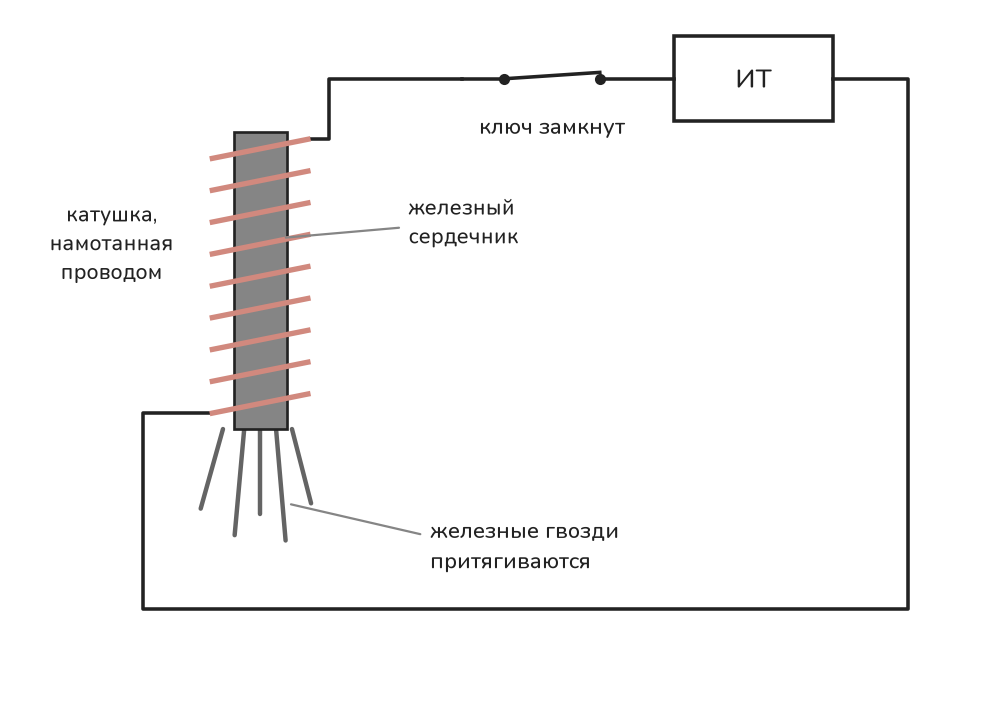 ИТ
ключ замкнут
катушка,
намотанная
проводом
железный
сердечник
железные гвозди
притягиваются